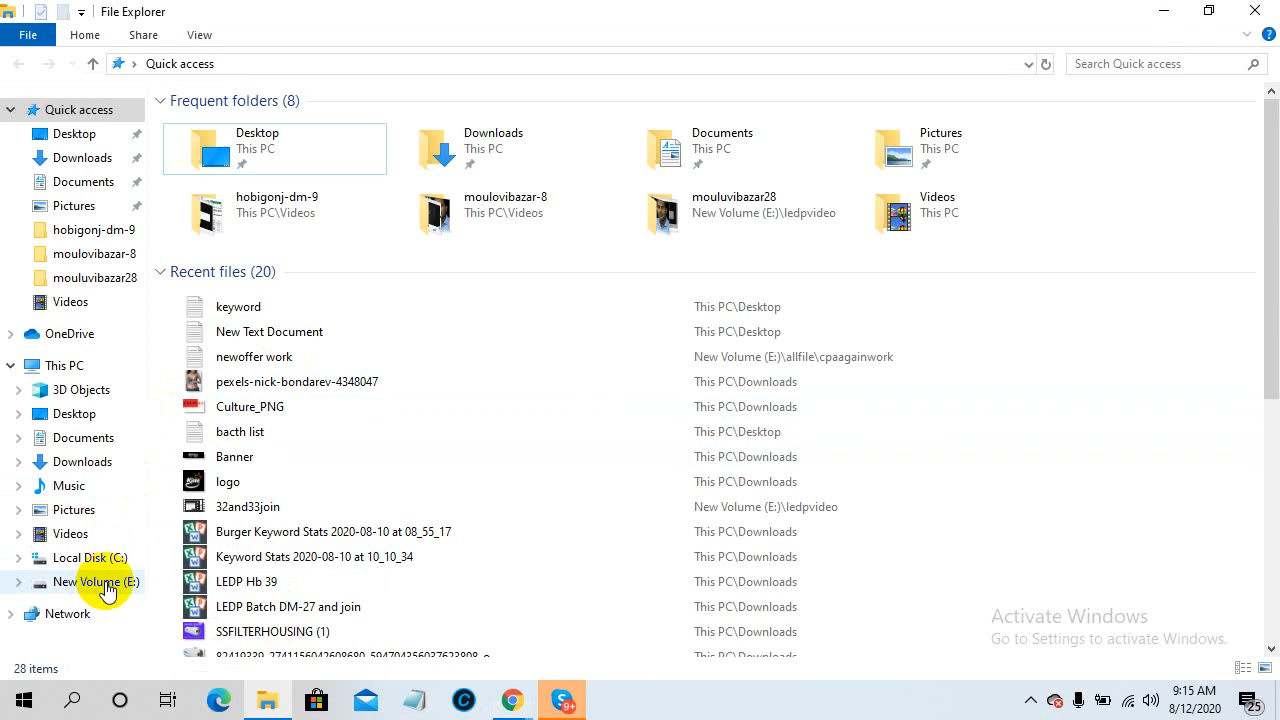 File Explorer
File Home Share View
Quick access
Search Quick access
Quick access
Desktop
Downloads
Documents
Pictures
hobigonj-dm-9
moulovibazar-8
mouluvibazar28
Videos
OneDrive
This PC
3D Objects
Desktop
Documents
Downloads
Music
Pictures
Videos
Local Disk (C:)
New Volume (E:)
Network
Frequent folders (8)
Desktop
This PC
Downloads
This PC
Documents
This PC
Pictures
This PC
hobigonj-dm-9
This PC\Videos
moulovibazar-8
This PC\Videos
mouluvibazar28
New Volume (E:)\ledpvideo
Videos
This PC
Recent files (20)
keyword This PC\Desktop
New Text Document This PC\Desktop
newoffer work New Volume (E:)\allfile\cpaagainwork
pexels-nick-bondarev-4348047 This PC\Downloads
Culture_PNG This PC\Downloads
bacth list This PC\Desktop
Banner This PC\Downloads
logo This PC\Downloads
32and33join New Volume (E:)\ledpvideo
Burger Keyword Stats 2020-08-10 at 08_55_17 This PC\Downloads
Keyword Stats 2020-08-10 at 10_10_34 This PC\Downloads
LEDP Hb 39 This PC\Downloads
LEDP Batch DM-27 and join This PC\Downloads
SSFILTERHOUSING (1) This PC\Downloads
82419339_2741156042608680_594704356037623808_o This PC\Downloads
Activate Windows
Go to Settings to activate Windows.
28 items
9+
9:15 AM
8/12/2020
25